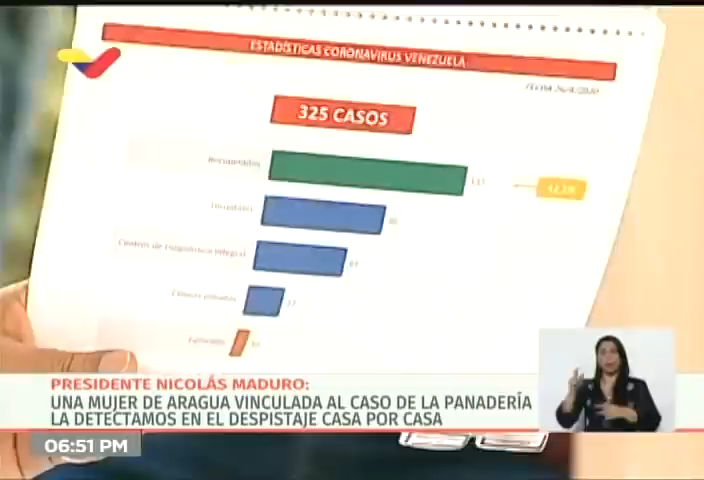 ESTADÍSTICAS CORONAVIRUS VENEZUELA
325 CASOS
Recuperados
Hospitales
Centros de Diagnóstico Integral
Clínicas privadas
Fallecidos
PRESIDENTE NICOLÁS MADURO:
UNA MUJER DE ARAGUA VINCULADA AL CASO DE LA PANADERÍA
LA DETECTAMOS EN EL DESPISTAJE CASA POR CASA
06:51 PM